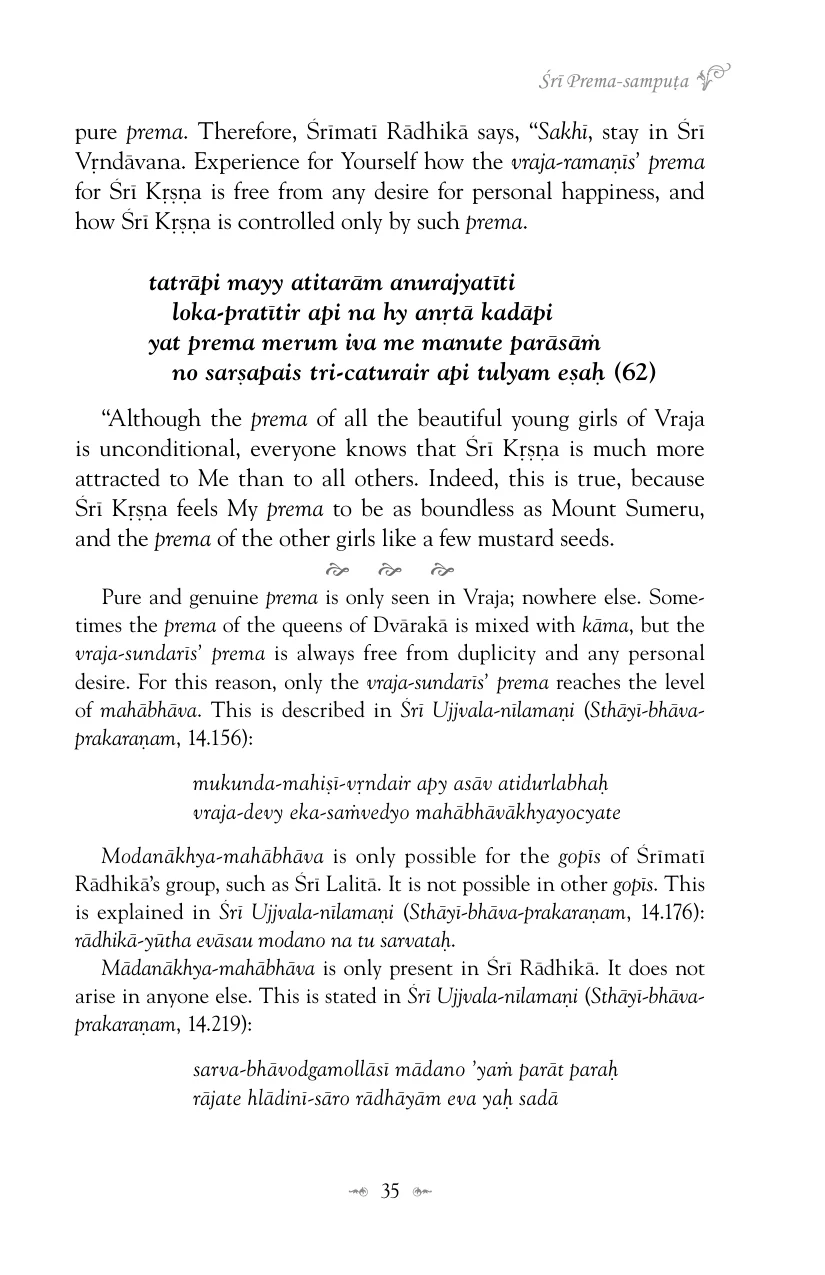 Śrī Prema-sampuṭa
pure prema. Therefore, Śrīmatī Rādhikā says, “Sakhī, stay in Śrī
Vṛndāvana. Experience for Yourself how the vraja-ramaṇīs’ prema
for Śrī Kṛṣṇa is free from any desire for personal happiness, and
how Śrī Kṛṣṇa is controlled only by such prema.
tatrāpi mayy atitarām anurajyatīti
loka-pratītir api na hy anṛtā kadāpi
yat prema merum iva me manute parāsāṁ
no sarṣapais tri-caturair api tulyam eṣaḥ (62)
“Although the prema of all the beautiful young girls of Vraja
is unconditional, everyone knows that Śrī Kṛṣṇa is much more
attracted to Me than to all others. Indeed, this is true, because
Śrī Kṛṣṇa feels My prema to be as boundless as Mount Sumeru,
and the prema of the other girls like a few mustard seeds.
Pure and genuine prema is only seen in Vraja; nowhere else. Some-
times the prema of the queens of Dvārakā is mixed with kāma, but the
vraja-sundarīs’ prema is always free from duplicity and any personal
desire. For this reason, only the vraja-sundarīs’ prema reaches the level
of mahābhāva. This is described in Śrī Ujjvala-nīlamaṇi (Sthāyī-bhāva-
prakaraṇam, 14.156):
mukunda-mahiṣī-vṛndair apy asāv atidurlabhaḥ
vraja-devy eka-saṁvedyo mahābhāvākhyayocyate
Modanākhya-mahābhāva is only possible for the gopīs of Śrīmatī
Rādhikā’s group, such as Śrī Lalitā. It is not possible in other gopīs. This
is explained in Śrī Ujjvala-nīlamaṇi (Sthāyī-bhāva-prakaraṇam, 14.176):
rādhikā-yūtha evāsau modano na tu sarvataḥ.
Mādanākhya-mahābhāva is only present in Śrī Rādhikā. It does not
arise in anyone else. This is stated in Śrī Ujjvala-nīlamaṇi (Sthāyī-bhāva-
prakaraṇam, 14.219):
sarva-bhāvodgamollāsī mādano ’yaṁ parāt paraḥ
rājate hlādinī-sāro rādhāyām eva yaḥ sadā
35